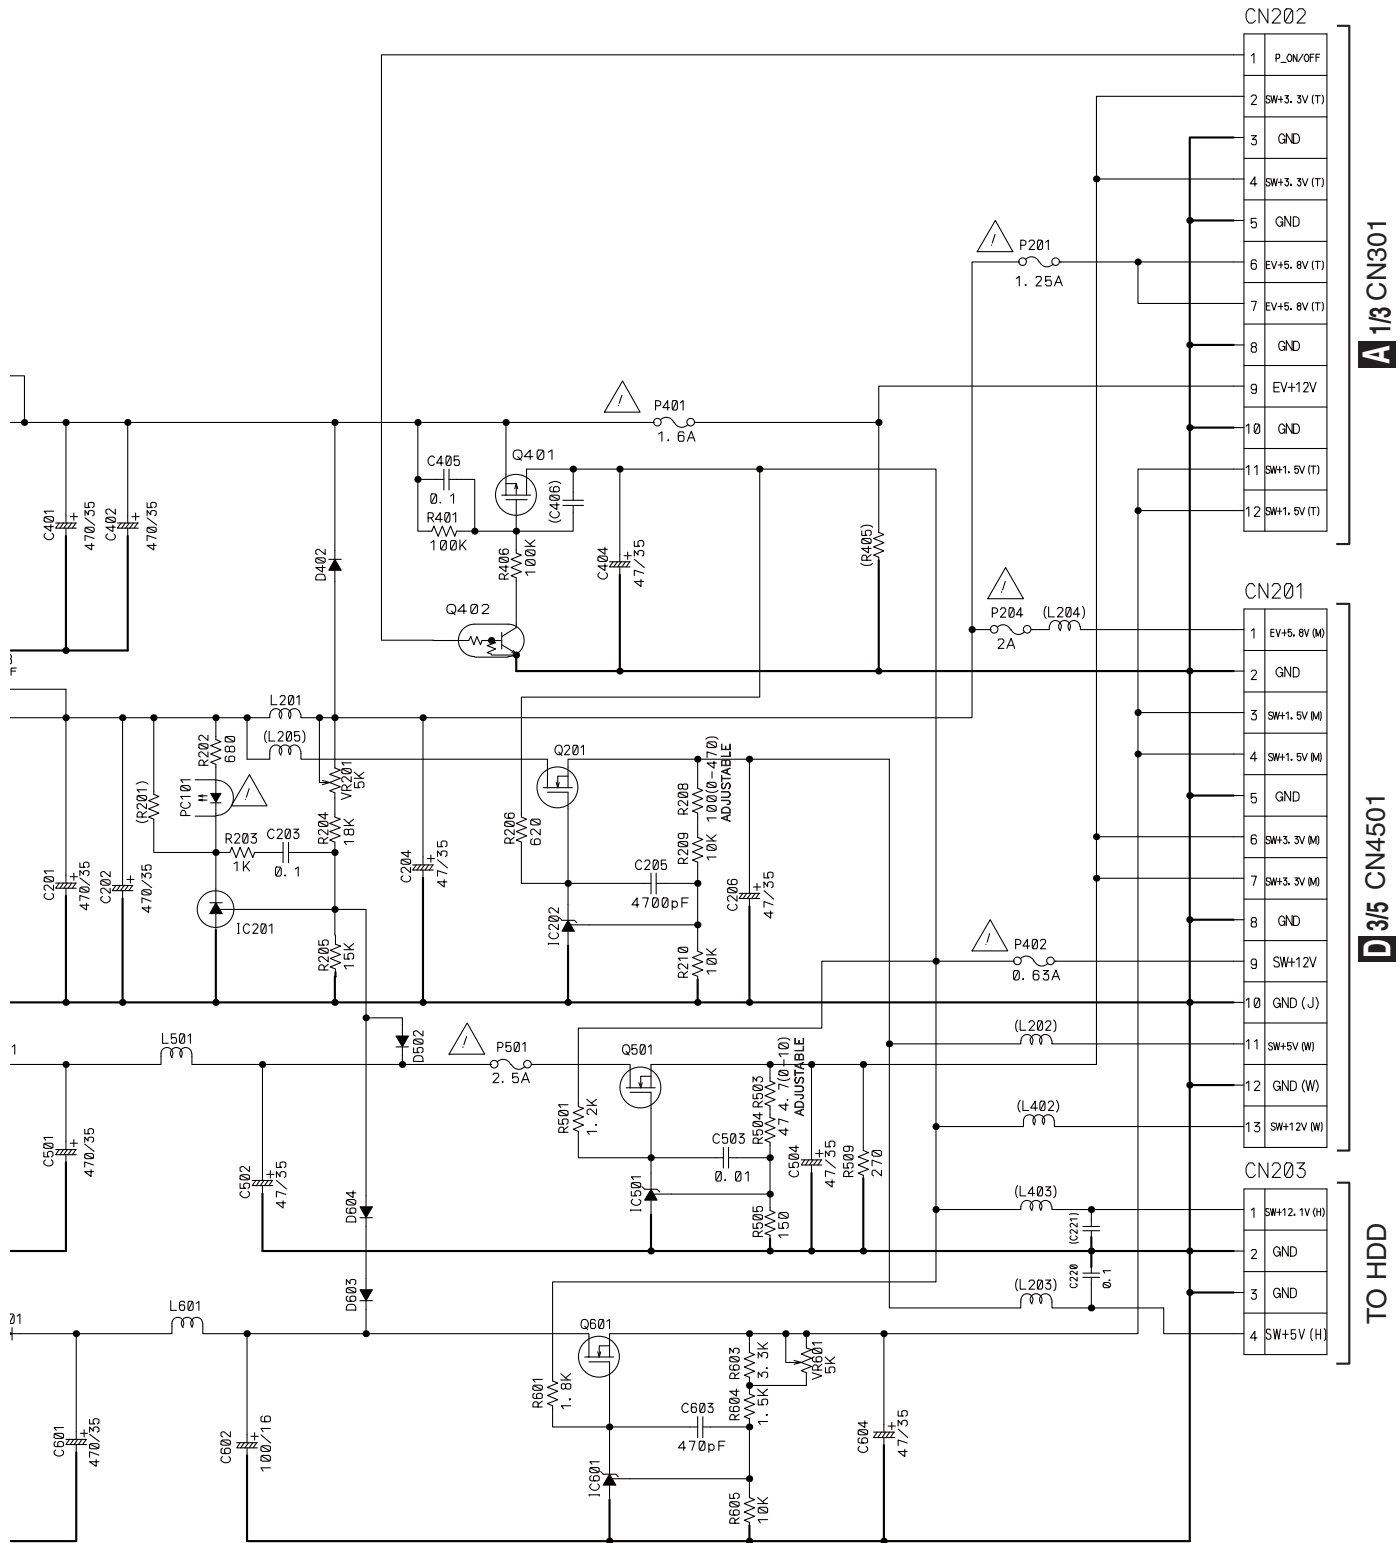 CN202
1 P_ON/OFF
2 SW+3.3V(T)
3 GND
4 SW+3.3V(T)
5 GND
6 EV+5.8V(T)
7 EV+5.8V(T)
8 GND
9 EV+12V
10 GND
11 SW+1.5V(T)
12 SW+1.5V(T)
A 1/3 CN301
P201
1.25A
P401
1.6A
Q401
C405
0.1
R401
100K
(C406)
R406
100K
C404
47/35
(R405)
C401
470/35
C402
470/35
D402
Q402
P204
2A
(L204)
CN201
1 EV+5.8V(M)
2 GND
3 SW+1.5V(M)
4 SW+1.5V(M)
5 GND
6 SW+3.3V(M)
7 SW+3.3V(M)
8 GND
9 SW+12V
10 GND(J)
11 SW+5V(W)
12 GND(W)
13 SW+12V(W)
D 3/5 CN4501
F
L201
(L205)
R202
680
PC101
(R201)
VR201
5K
R204
18K
R203
1K
C203
0.1
C201
470/35
C202
470/35
IC201
R205
15K
C204
47/35
Q201
R206
620
R208
100(0-470)
ADJUSTABLE
R209
10K
C205
4700pF
C206
47/35
IC202
R210
10K
P402
0.63A
(L202)
(L402)
1
L501
D502
P501
2.5A
Q501
R501
1.2K
R503
4.7(0-10)
ADJUSTABLE
R504
47
C503
0.01
C504
47/35
R509
270
IC501
R505
150
C501
470/35
C502
47/35
D604
D603
CN203
1 SW+12.1V(H)
2 GND
3 GND
4 SW+5V(H)
TO HDD
(L403)
(C221)
C220
0.1
(L203)
01
L601
Q601
R601
1.8K
R603
3.3K
VR601
5K
R604
1.5K
C603
470pF
C604
47/35
IC601
R605
10K
C601
470/35
C602
100/16